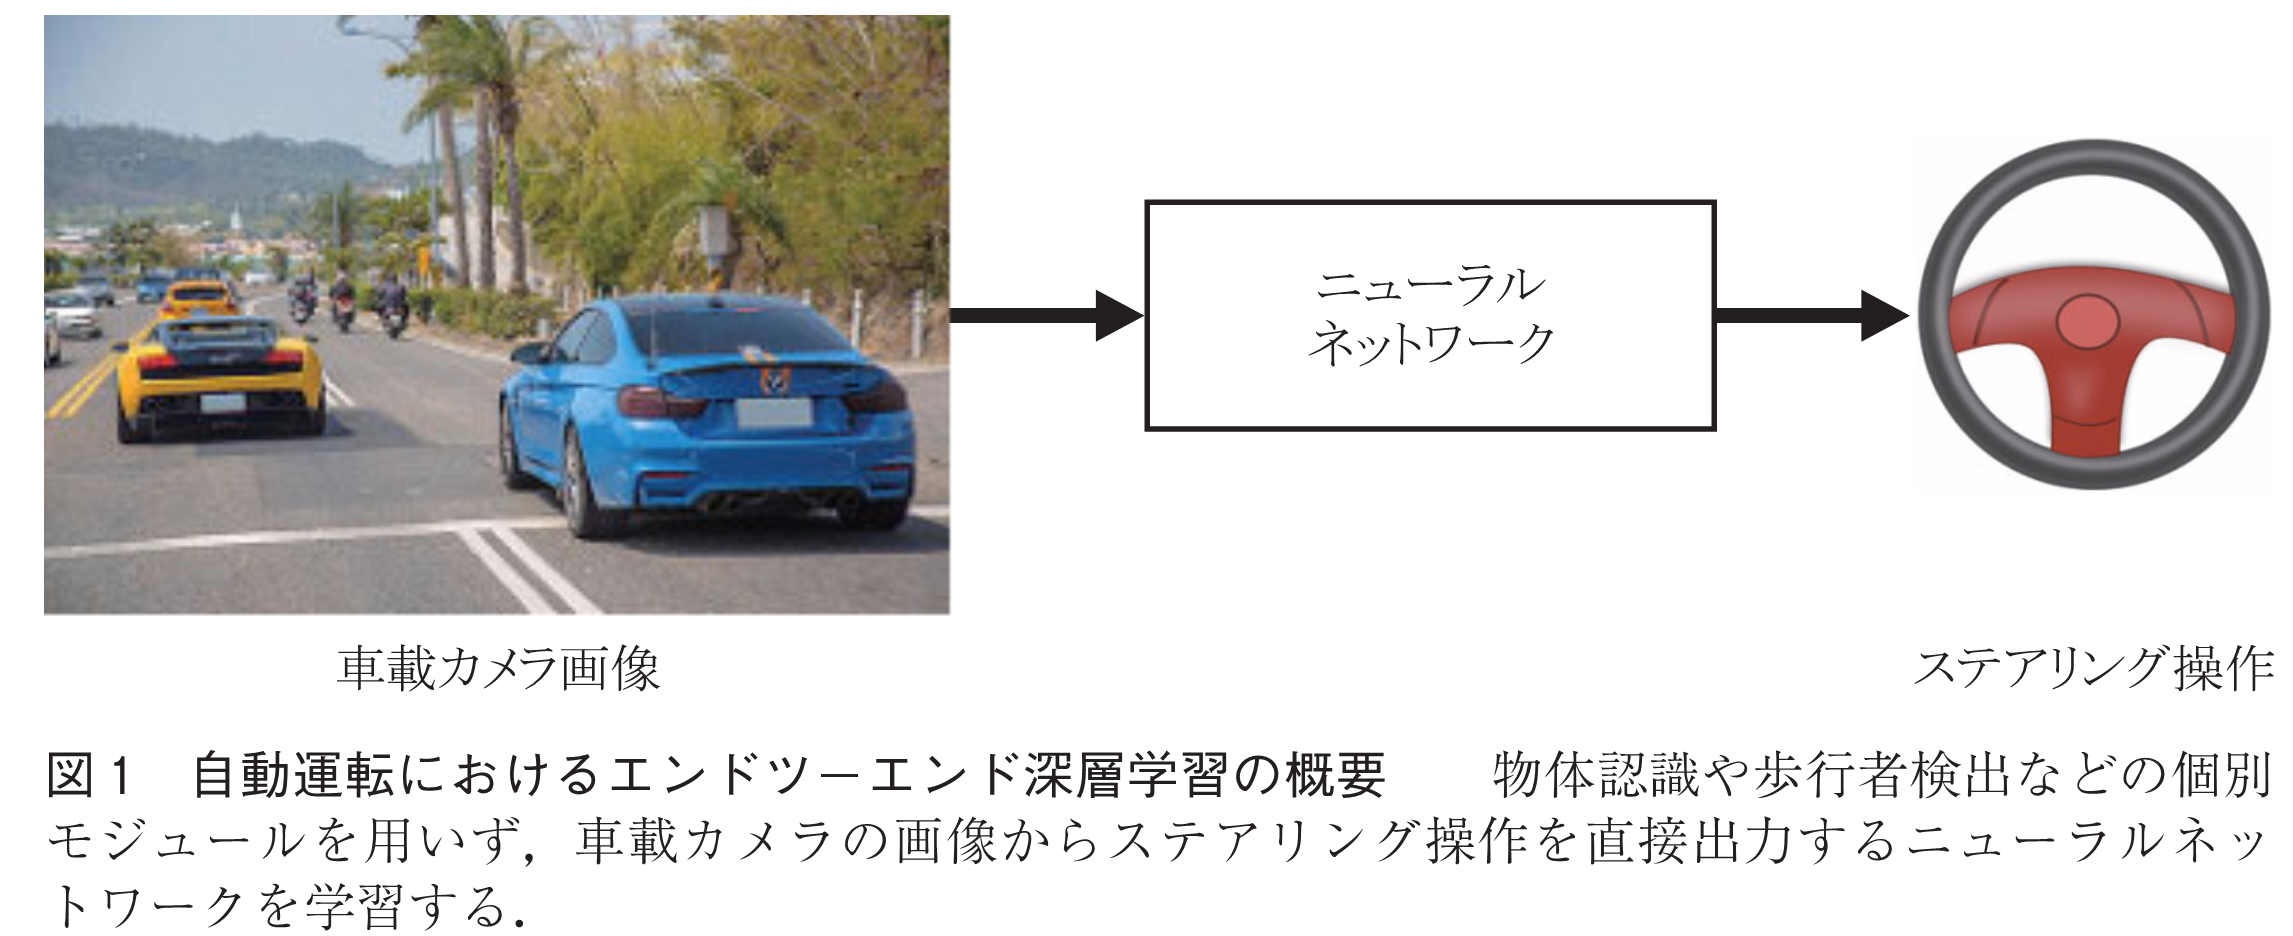 ニューラル
ネットワーク
車載カメラ画像
ステアリング操作
図1　自動運転におけるエンドツーエンド深層学習の概要　　物体認識や歩行者検出などの個別
モジュールを用いず，車載カメラの画像からステアリング操作を直接出力するニューラルネッ
トワークを学習する．